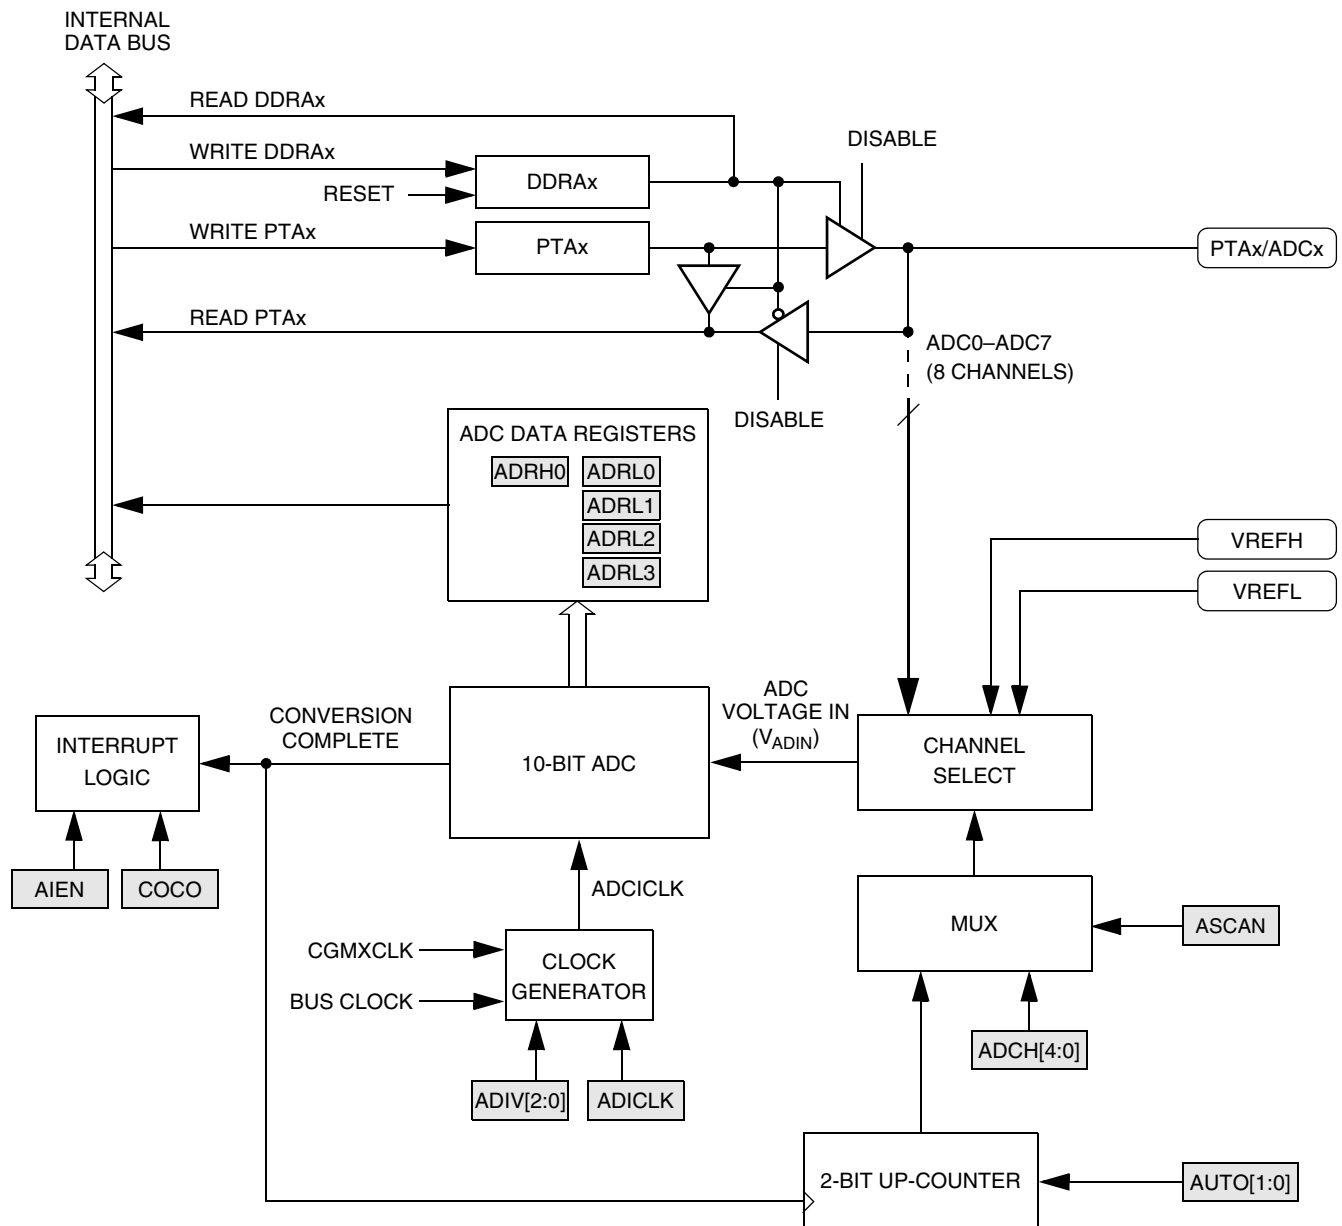 INTERNAL
DATA BUS
READ DDRAx
WRITE DDRAx
RESET
DDRAx
DISABLE
WRITE PTAx
PTAx
PTAx/ADCx
READ PTAx
DISABLE
ADC0–ADC7
(8 CHANNELS)
ADC DATA REGISTERS
ADRH0
ADRL0
ADRL1
ADRL2
ADRL3
VREFH
VREFL
INTERRUPT
LOGIC
CONVERSION
COMPLETE
10-BIT ADC
ADC
VOLTAGE IN
(VADIN)
CHANNEL
SELECT
AIEN
COCO
ADCICLK
MUX
ASCAN
CGMXCLK
BUS CLOCK
CLOCK
GENERATOR
ADCH[4:0]
ADIV[2:0]
ADICLK
2-BIT UP-COUNTER
AUTO[1:0]